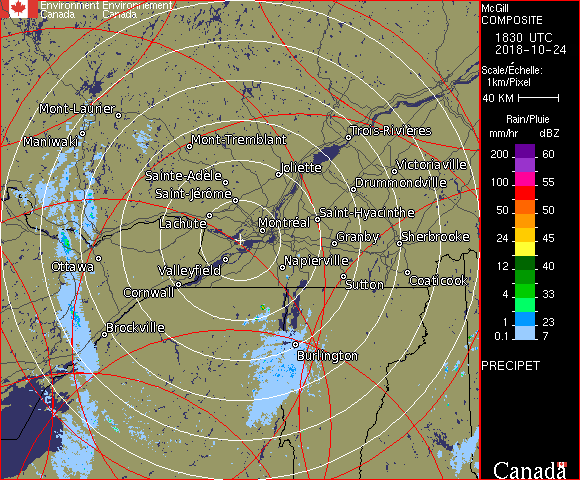 Environment Environnement
Canada Canada
Mont-Laurier
Maniwaki
Mont-Tremblant
Trois-Rivières
Joliette
Victoriaville
Sainte-Adèle
Drummondville
Saint-Jérôme
Lachute
Montréal
Saint-Hyacinthe
Granby
Sherbrooke
Ottawa
Valleyfield
Napierville
Sutton
Coaticook
Cornwall
Brockville
Burlington
McGill
COMPOSITE
1830 UTC
2018-10-24
Scale/Échelle:
1km/Pixel
40 KM
Rain/Pluie
mm/hr dBZ
200 60
150 57
100 55
50 50
24 45
12 40
4 33
1 23
0.1 7
PRECIPET
Canada